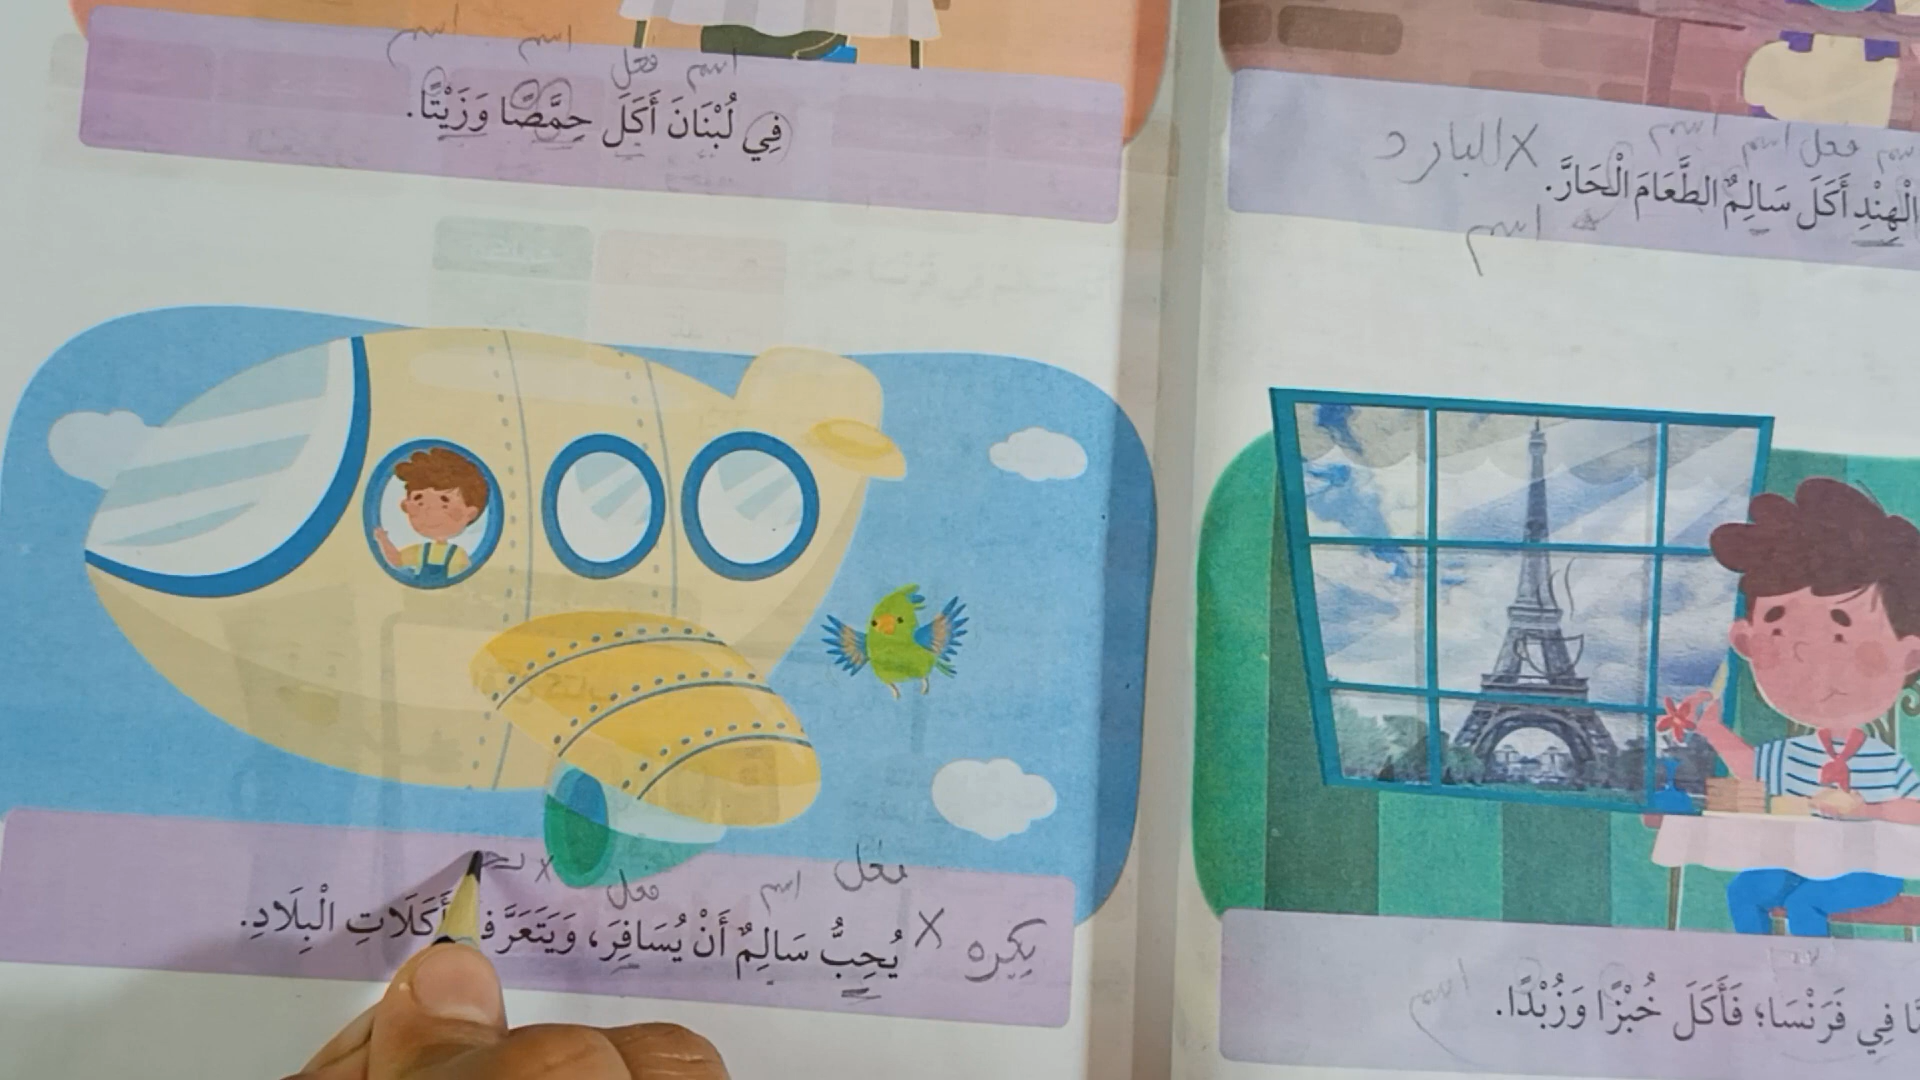 اسم فعل اسم اسم
فِي لُبْنَانَ أَكَلَ حِمَّصًا وَزَيْتًا.
فعل اسم فعل
يكره X يُحِبُّ سَالِمٌ أَنْ يُسَافِرَ، وَيَتَعَرَّفَ أَكَلَاتِ الْبِلَادِ.
فعل اسم اسم
الْهِنْدِ أَكَلَ سَالِمٌ الطَّعَامَ الْحَارَّ. X البارد
اسم
اسم
فِي فَرَنْسَا؛ فَأَكَلَ خُبْزًا وَزُبْدًا.